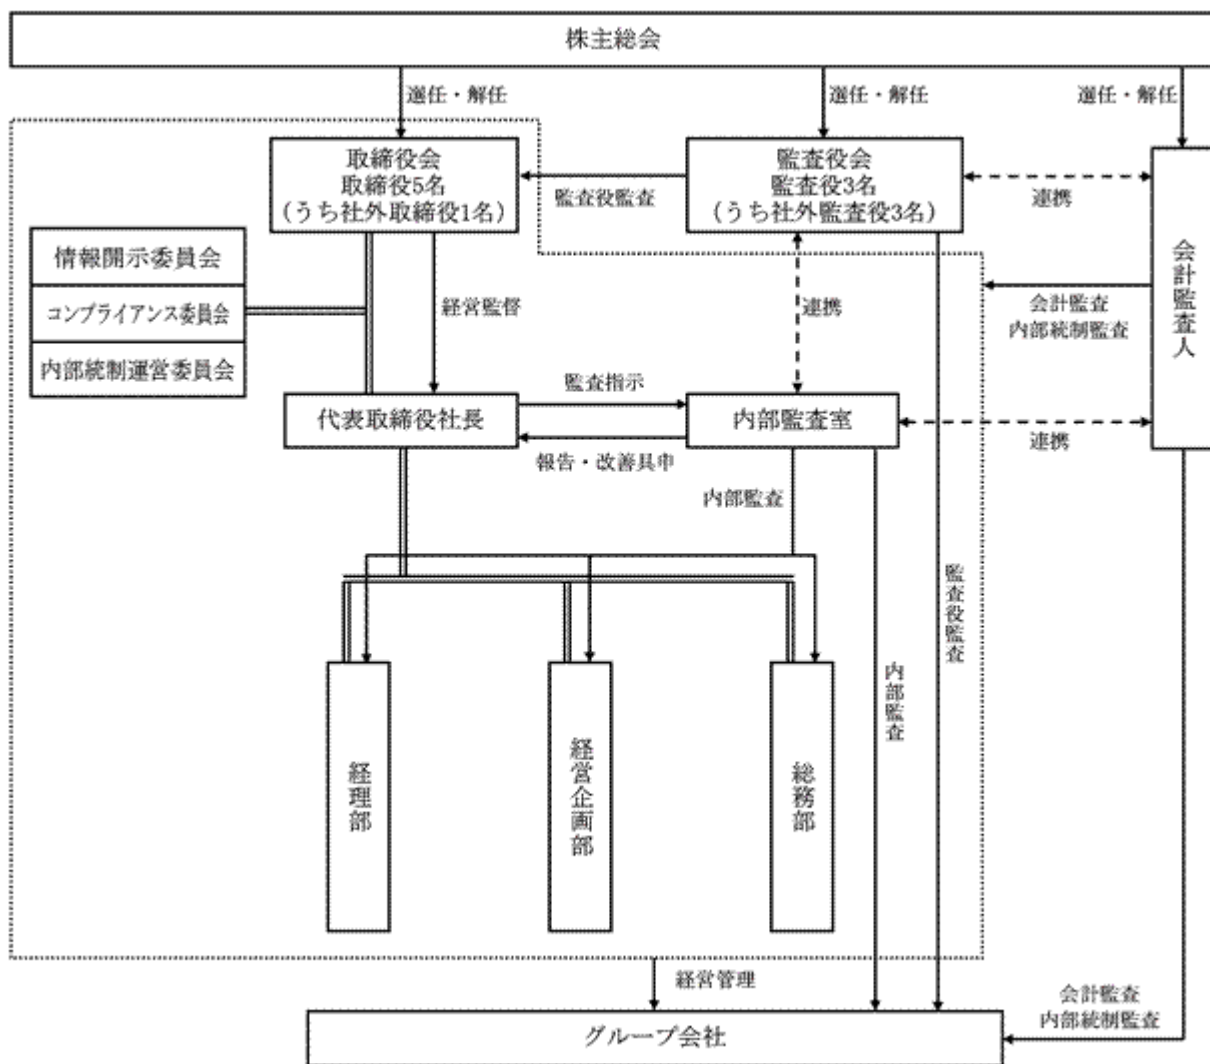 株主総会
選任・解任
選任・解任
選任・解任
取締役会
取締役5名
(うち社外取締役1名)
監査役監査
監査役会
監査役3名
(うち社外監査役3名)
連携
会計監査人
情報開示委員会
コンプライアンス委員会
内部統制運営委員会
経営監督
連携
会計監査
内部統制監査
代表取締役社長
監査指示
報告・改善具申
内部監査室
連携
内部監査
監査役監査
内部監査
経理部
経営企画部
総務部
経営管理
会計監査
内部統制監査
グループ会社